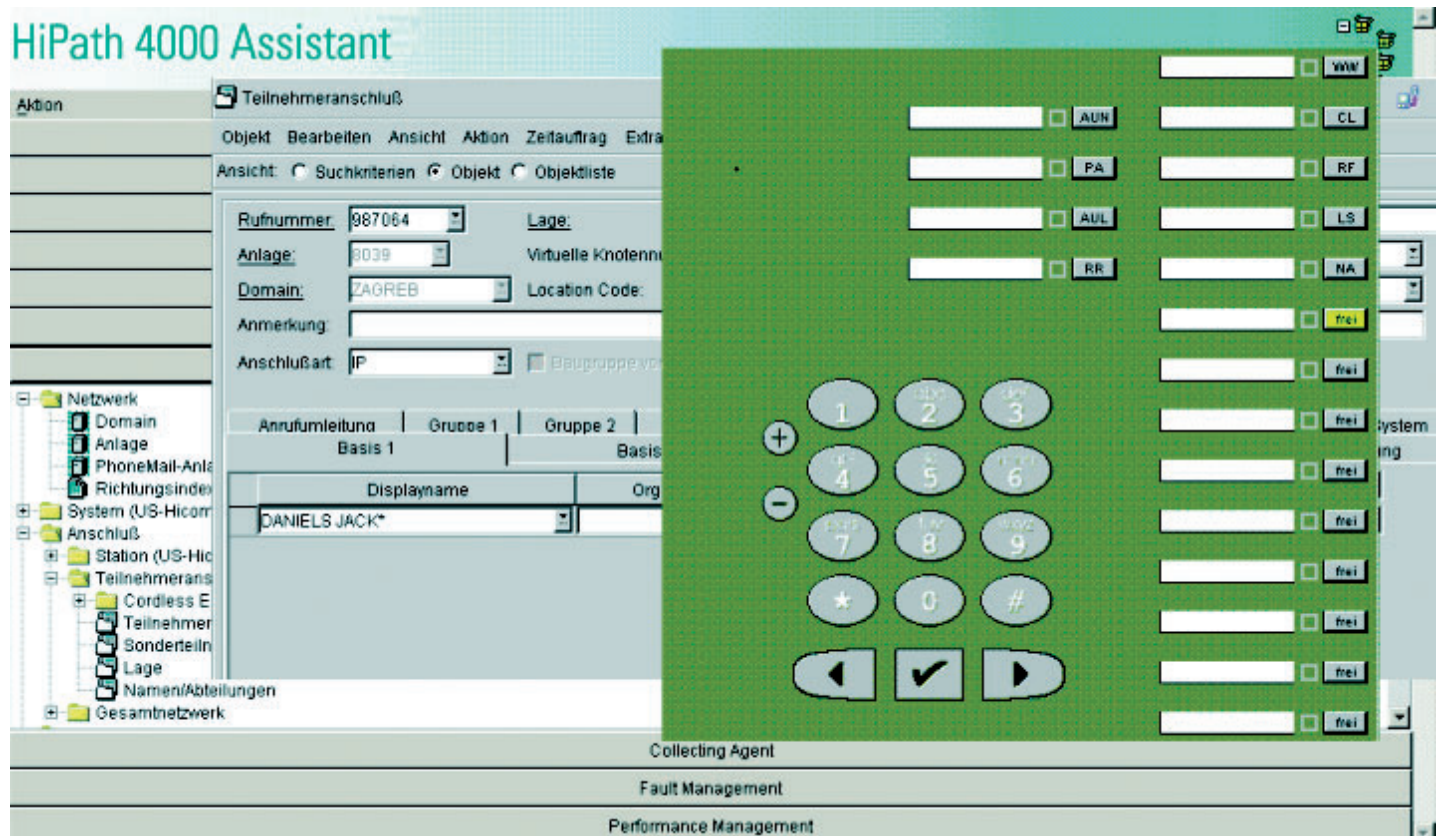 HiPath 4000 Assistant
Aktion
Teilnehmeranschluß
Objekt Bearbeiten Ansicht Aktion Zeitauftrag Extra
Ansicht: Suchkriterien Objekt Objektliste
Rufnummer: 987064 Lage:
Anlage: 8039 Virtuelle Knotennu
Domain: ZAGREB Location Code:
Anmerkung:
Anschlußart: IP Baugruppe vo
Anrufumleitung Gruppe 1 Gruppe 2 System
Basis 1 Basis ung
Displayname Org
DANIELS JACK*
Netzwerk
Domain
Anlage
PhoneMail-Anla
Richtungsindex
System (US-Hicom
Anschluß
Station (US-Hic
Teilnehmerans
Cordless E
Teilnehmer
Sonderteiln
Lage
Namen/Abteilungen
Gesamtnetzwerk
WW
AUN CL
PA RF
AUL LS
RR NA
frei
frei
frei
frei
frei
frei
frei
frei
frei
1 2 3
+
4 5 6
-
7 8 9
* 0 #
Collecting Agent
Fault Management
Performance Management